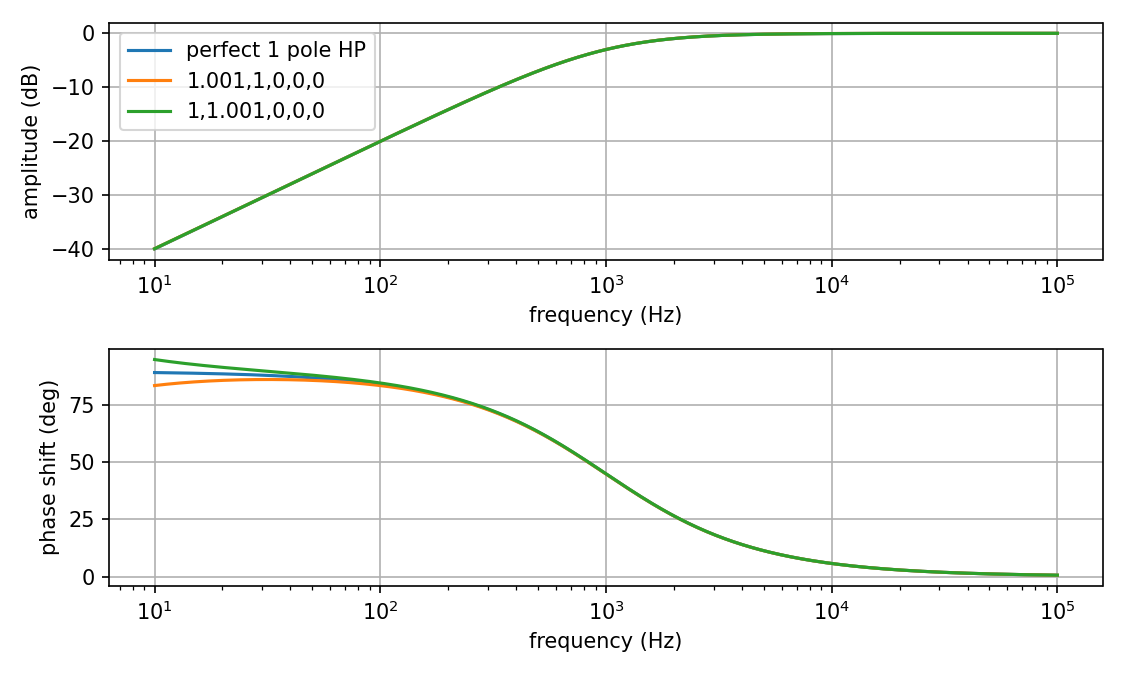 0
−10
−20
−30
−40
amplitude (dB)
perfect 1 pole HP
1.001,1,0,0,0
1,1.001,0,0,0
10¹ 10² 10³ 10⁴ 10⁵
frequency (Hz)
75
50
25
0
phase shift (deg)
10¹ 10² 10³ 10⁴ 10⁵
frequency (Hz)